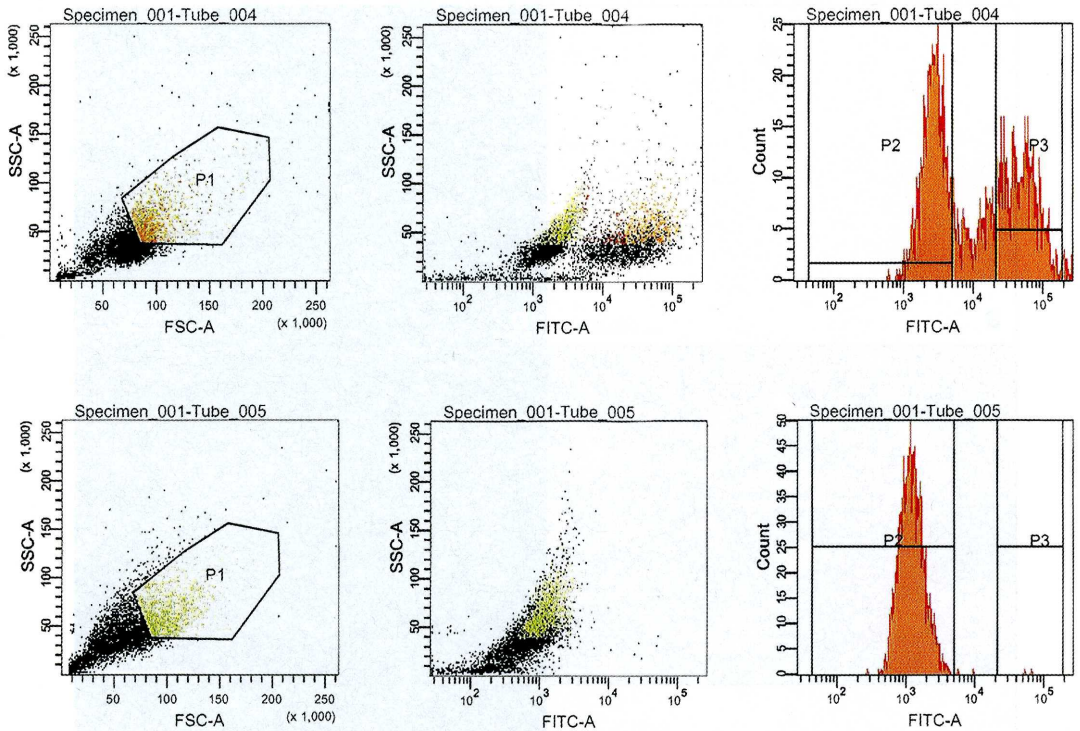 Specimen_001-Tube_004
(x 1,000)
SSC-A
250
200
150
100
50
P1
50 100 150 200 250
(x 1,000)
FSC-A
Specimen_001-Tube_004
(x 1,000)
SSC-A
250
200
150
100
50
10² 10³ 10⁴ 10⁵
FITC-A
Specimen_001-Tube_004
Count
25
20
15
10
5
0
P2
P3
10² 10³ 10⁴ 10⁵
FITC-A
Specimen_001-Tube_005
(x 1,000)
SSC-A
250
200
150
100
50
P1
50 100 150 200 250
(x 1,000)
FSC-A
Specimen_001-Tube_005
(x 1,000)
SSC-A
250
200
150
100
50
10² 10³ 10⁴ 10⁵
FITC-A
Specimen_001-Tube_005
Count
50
45
40
35
30
25
20
15
10
5
0
P2
P3
10² 10³ 10⁴ 10⁵
FITC-A